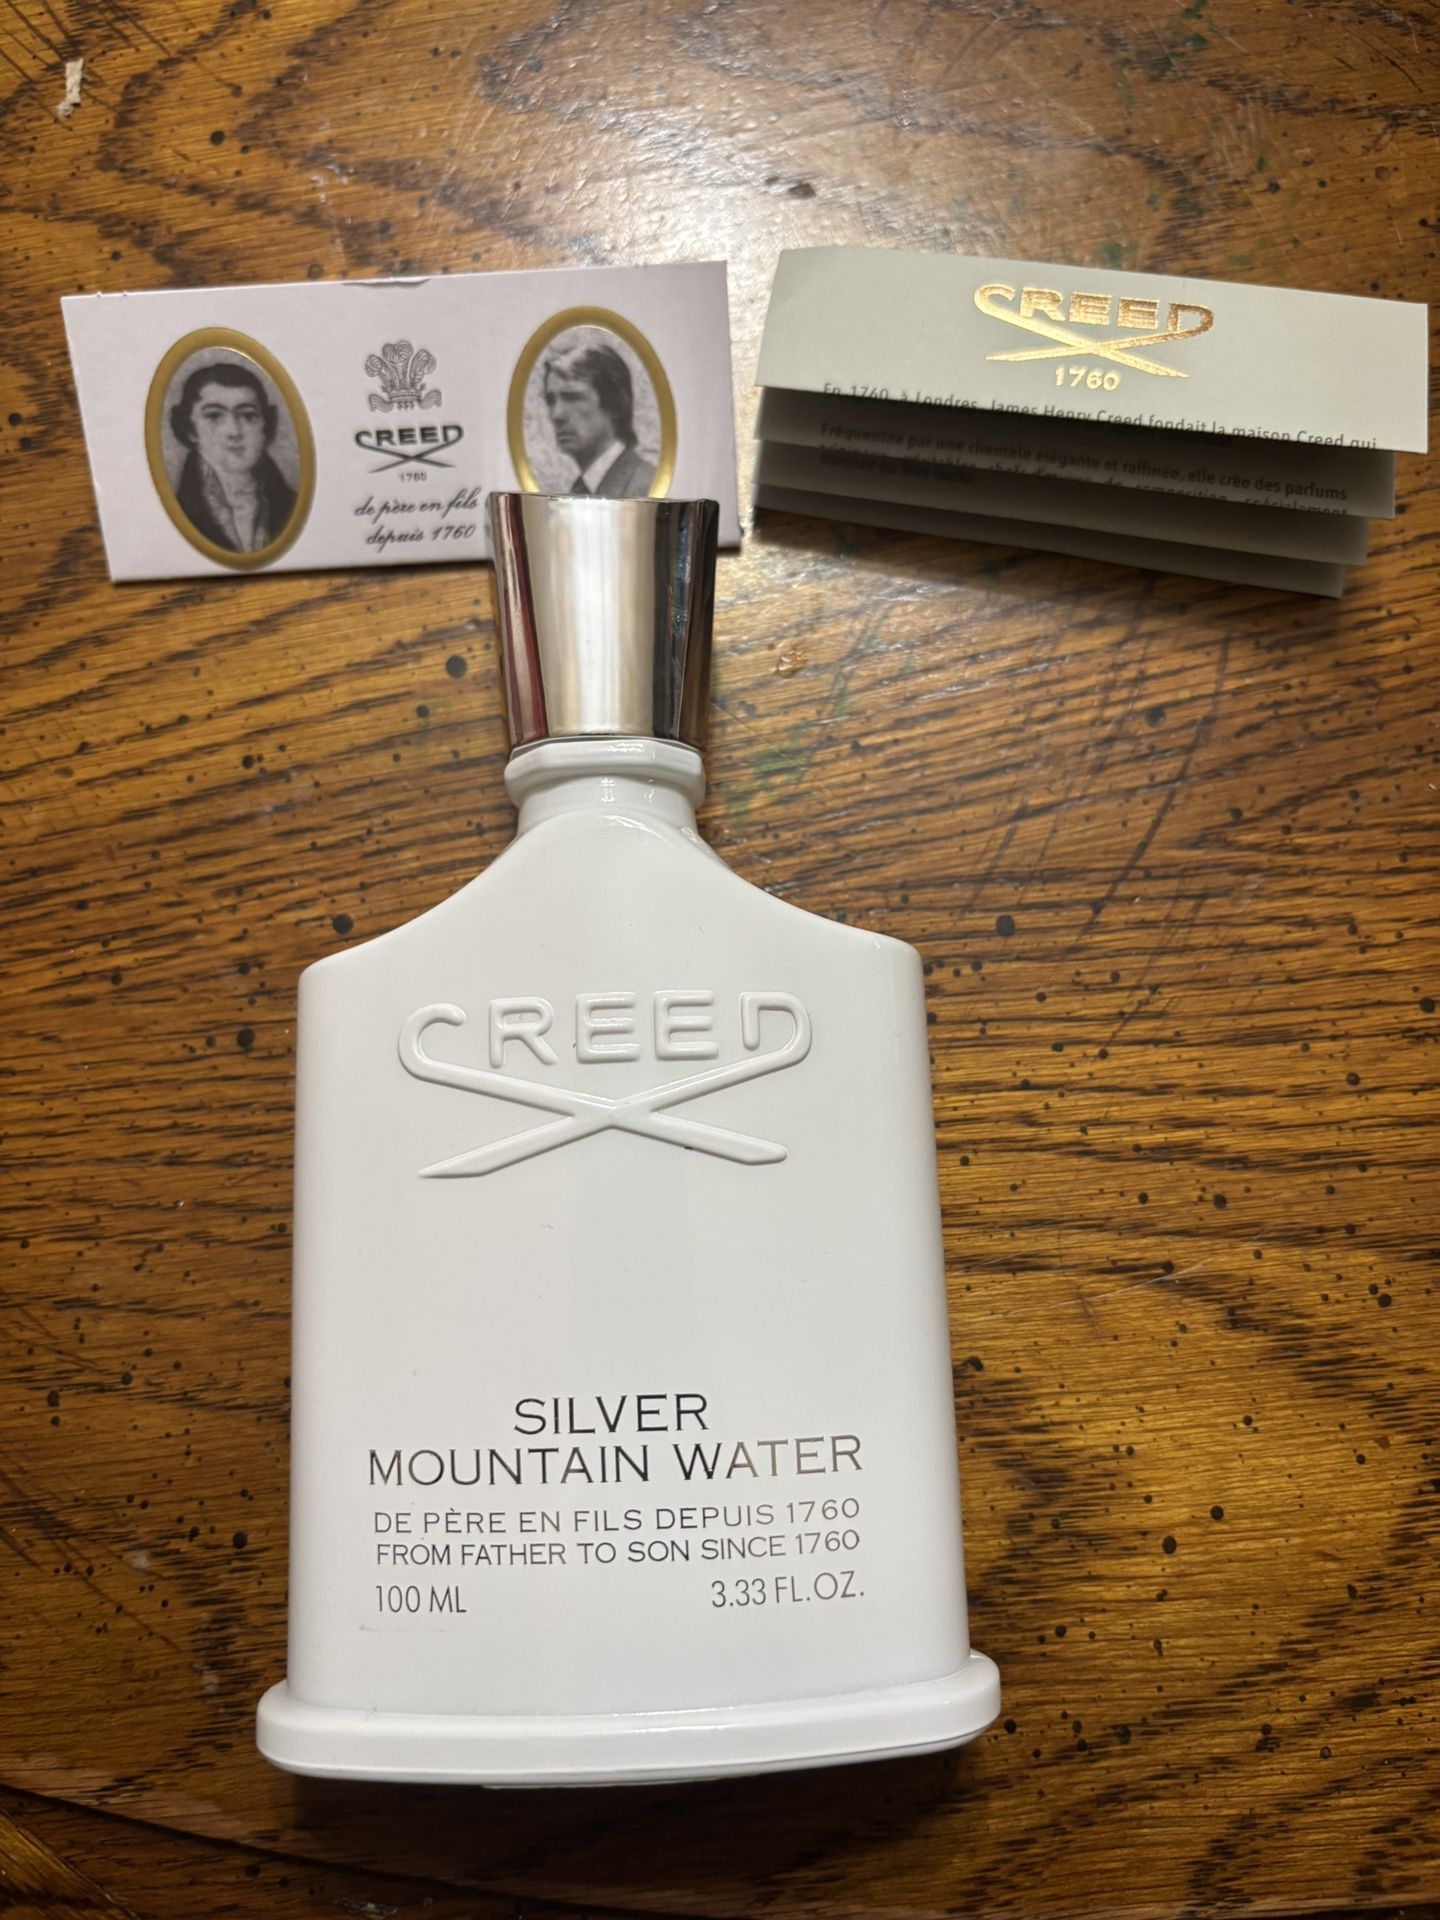 CREED
1760
de père en fils
depuis 1760
CREED
1760
En 1760, à Londres, James Henry Creed fondait la maison Creed qui
Fréquentée par une clientèle élégante et raffinée, elle crée des parfums
CREED
SILVER
MOUNTAIN WATER
DE PÈRE EN FILS DEPUIS 1760
FROM FATHER TO SON SINCE 1760
100 ML
3.33 FL.OZ.